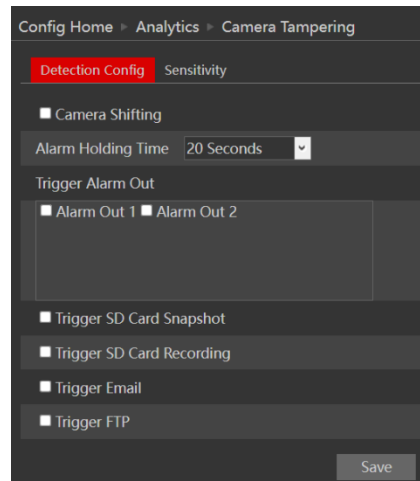 Config Home ▸ Analytics ▸ Camera Tampering
Detection Config Sensitivity
Camera Shifting
Alarm Holding Time 20 Seconds
Trigger Alarm Out
Alarm Out 1 Alarm Out 2
Trigger SD Card Snapshot
Trigger SD Card Recording
Trigger Email
Trigger FTP
Save